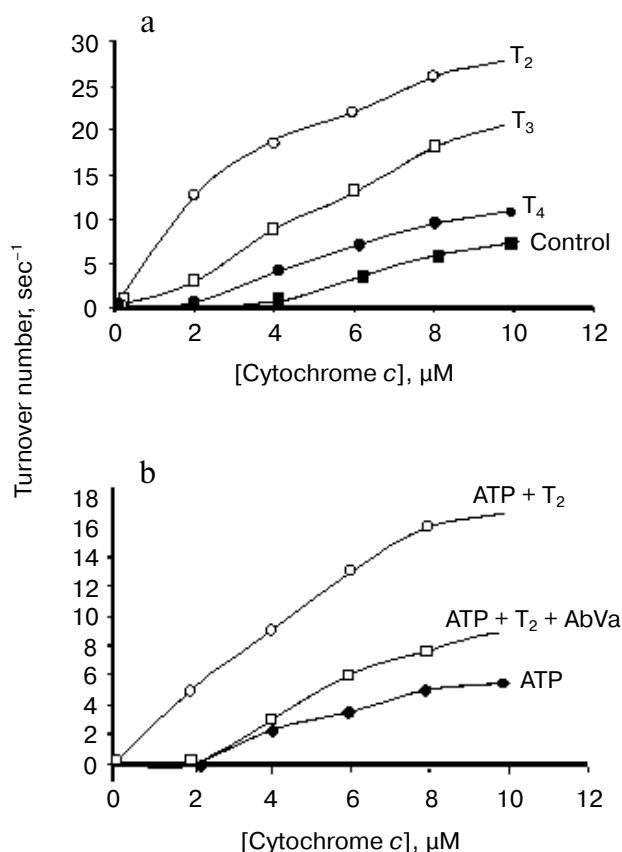 a
30
25
20
15
10
5
0
T₂
T₃
T₄
Control
0 2 4 6 8 10 12
[Cytochrome c], µM
Turnover number, sec⁻¹
b
18
16
14
12
10
8
6
4
2
0
ATP + T₂
ATP + T₂ + AbVa
ATP
0 2 4 6 8 10 12
[Cytochrome c], µM